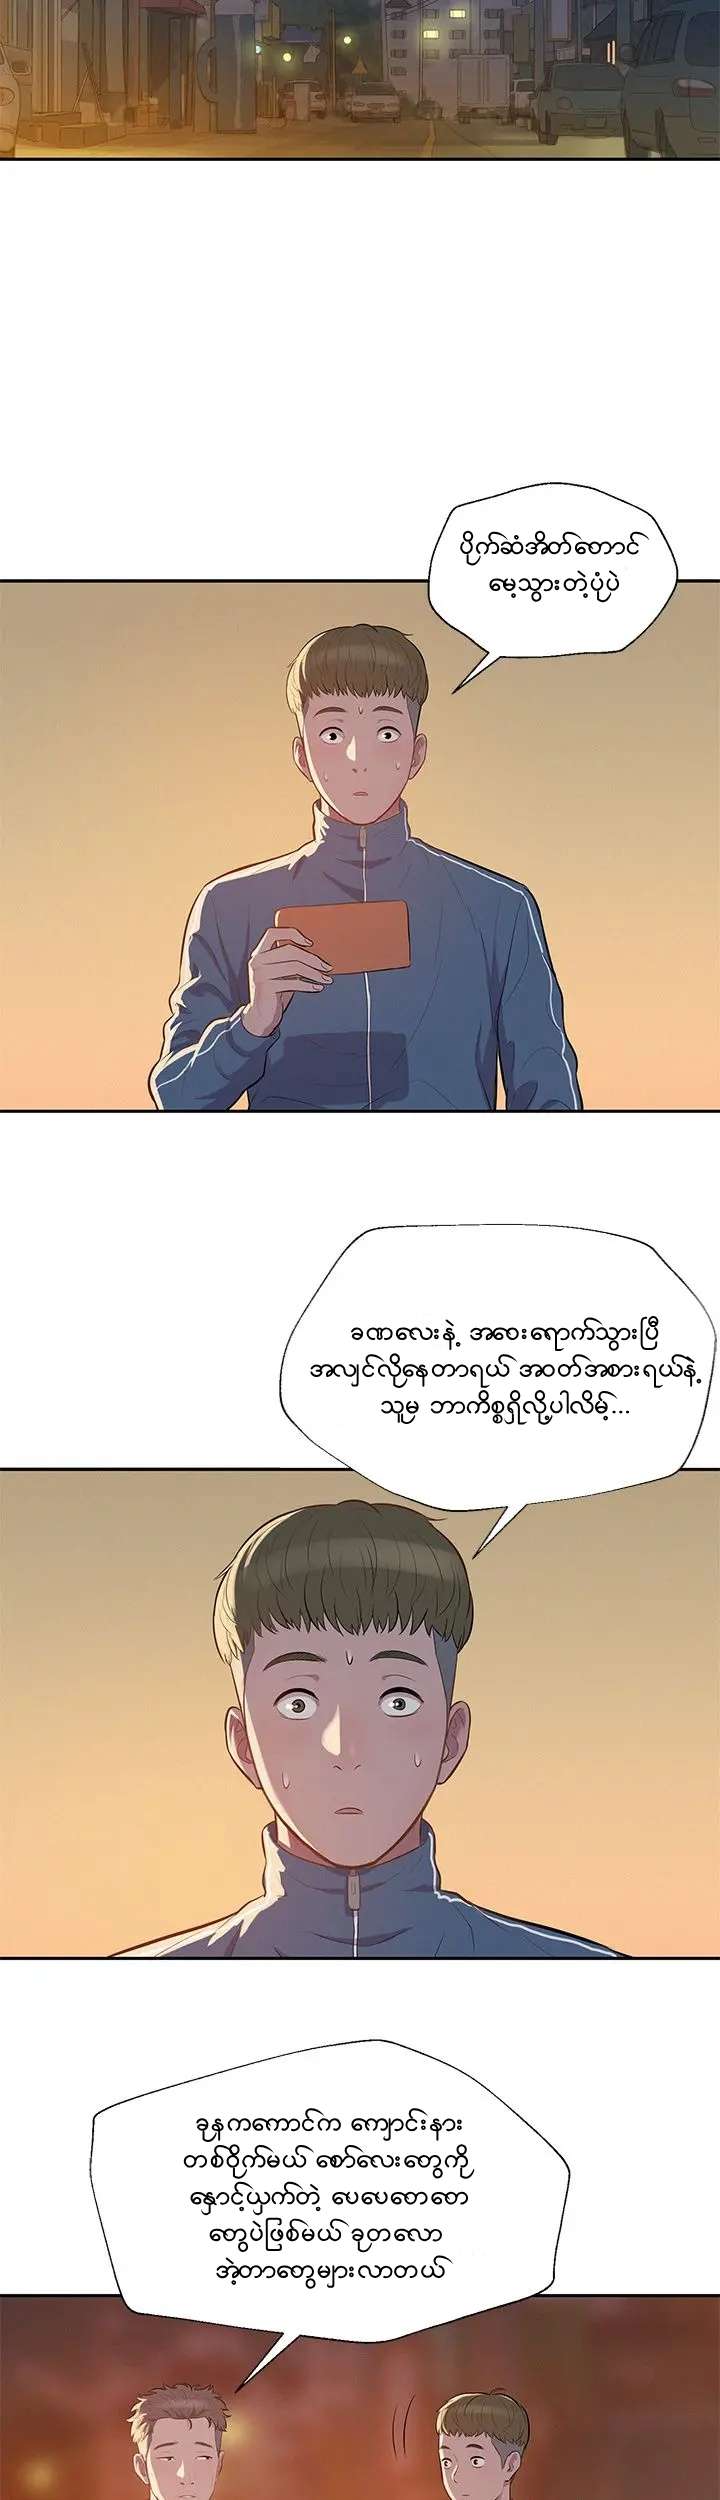 ပိုက်ဆံအိတ်တောင်
မေ့သွားတဲ့ပုံပဲ
ခဏလေးနဲ့ အဝေးရောက်သွားပြီ
အလျင်လိုနေတာရယ် အဝတ်အစားရယ်နဲ့
သူမ ဘာကိစ္စရှိလို့ပါလိမ့်...
ခုနကကောင်က ကျောင်းနား
တစ်ဝိုက်မယ် စော်လေးတွေကို
နှောင့်ယှက်တဲ့ ပေပေတေတေ
တွေပဲဖြစ်မယ် ခုတလော
အဲ့တာတွေများလာတယ်